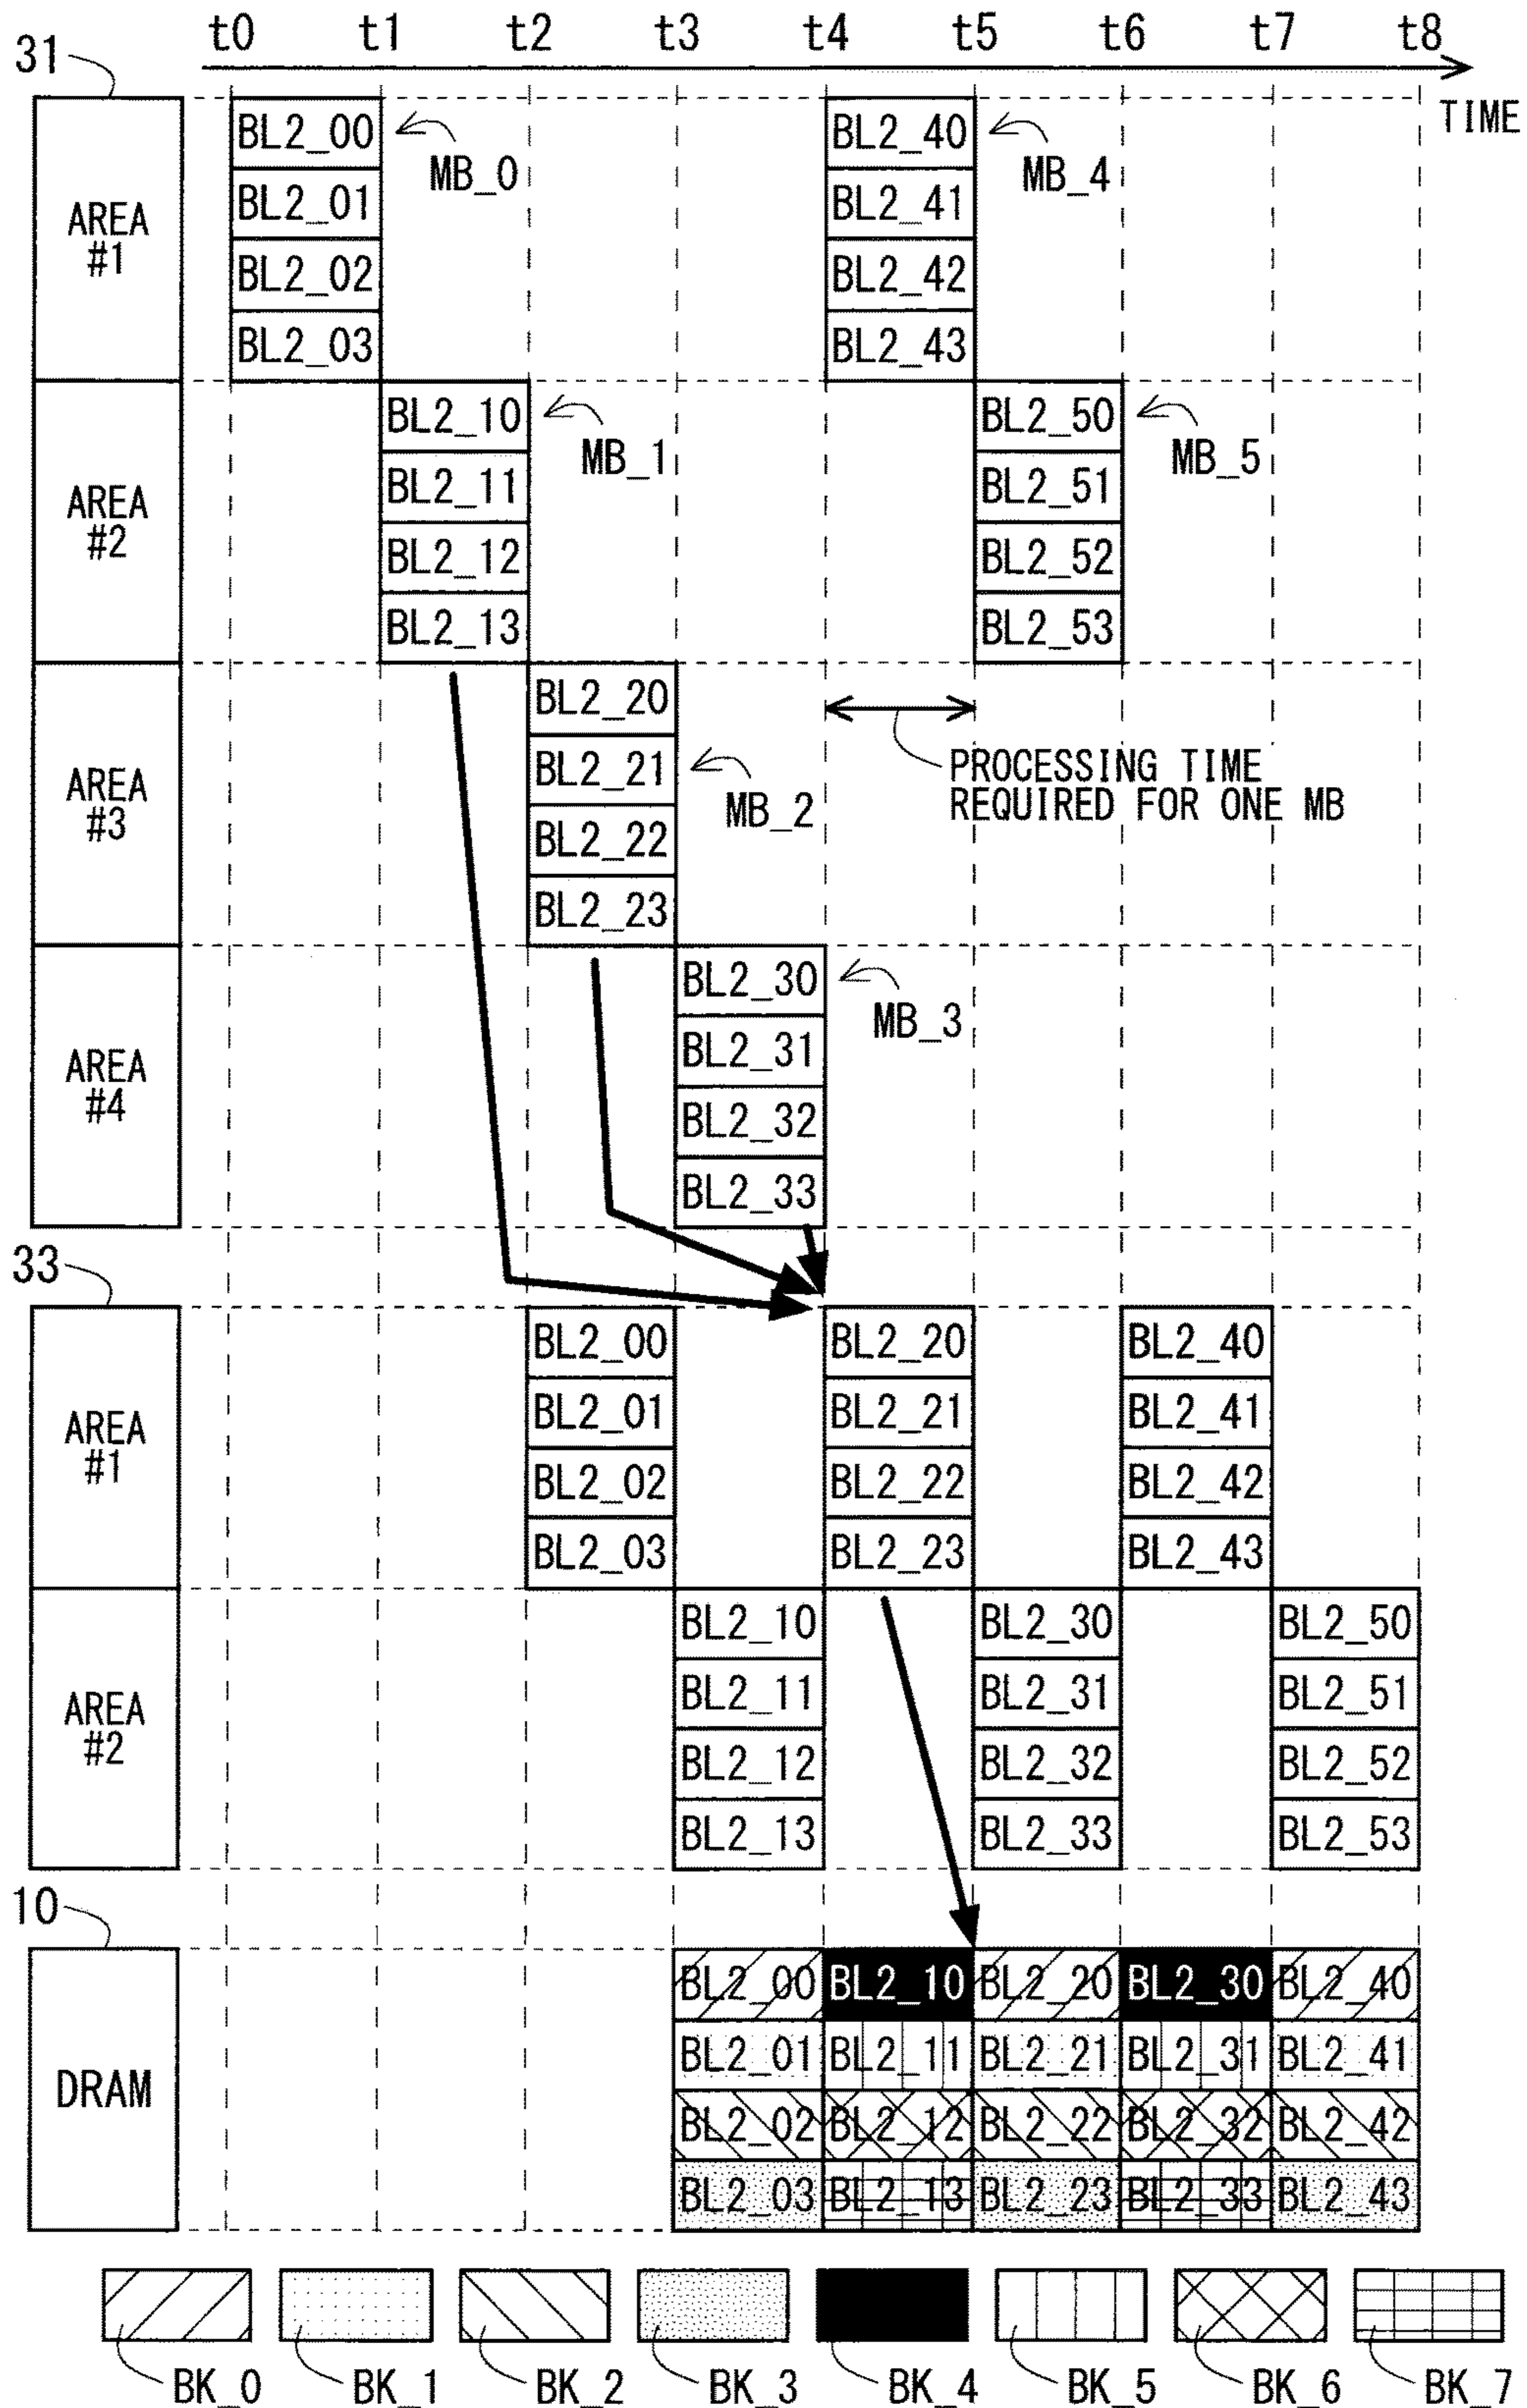 t0 t1 t2 t3 t4 t5 t6 t7 t8
TIME
31
AREA
#1
BL2_00
BL2_01
BL2_02
BL2_03
MB_0
BL2_40
BL2_41
BL2_42
BL2_43
MB_4
AREA
#2
BL2_10
BL2_11
BL2_12
BL2_13
MB_1
BL2_50
BL2_51
BL2_52
BL2_53
MB_5
AREA
#3
BL2_20
BL2_21
BL2_22
BL2_23
MB_2
PROCESSING TIME
REQUIRED FOR ONE MB
AREA
#4
BL2_30
BL2_31
BL2_32
BL2_33
MB_3
33
AREA
#1
BL2_00 BL2_20 BL2_40
BL2_01 BL2_21 BL2_41
BL2_02 BL2_22 BL2_42
BL2_03 BL2_23 BL2_43
AREA
#2
BL2_10 BL2_30 BL2_50
BL2_11 BL2_31 BL2_51
BL2_12 BL2_32 BL2_52
BL2_13 BL2_33 BL2_53
10
DRAM
BL2_00 BL2_10 BL2_20 BL2_30 BL2_40
BL2_01 BL2_11 BL2_21 BL2_31 BL2_41
BL2_02 BL2_12 BL2_22 BL2_32 BL2_42
BL2_03 BL2_13 BL2_23 BL2_33 BL2_43
BK_0 BK_1 BK_2 BK_3 BK_4 BK_5 BK_6 BK_7